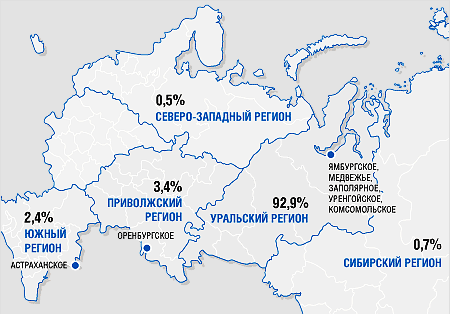 0,5%
СЕВЕРО-ЗАПАДНЫЙ РЕГИОН
ЯМБУРГСКОЕ,
МЕДВЕЖЬЕ,
ЗАПОЛЯРНОЕ,
УРЕНГОЙСКОЕ,
КОМСОМОЛЬСКОЕ
3,4%
ПРИВОЛЖСКИЙ
РЕГИОН
92,9%
УРАЛЬСКИЙ РЕГИОН
2,4%
ЮЖНЫЙ
РЕГИОН
ОРЕНБУРГСКОЕ
АСТРАХАНСКОЕ
0,7%
СИБИРСКИЙ РЕГИОН